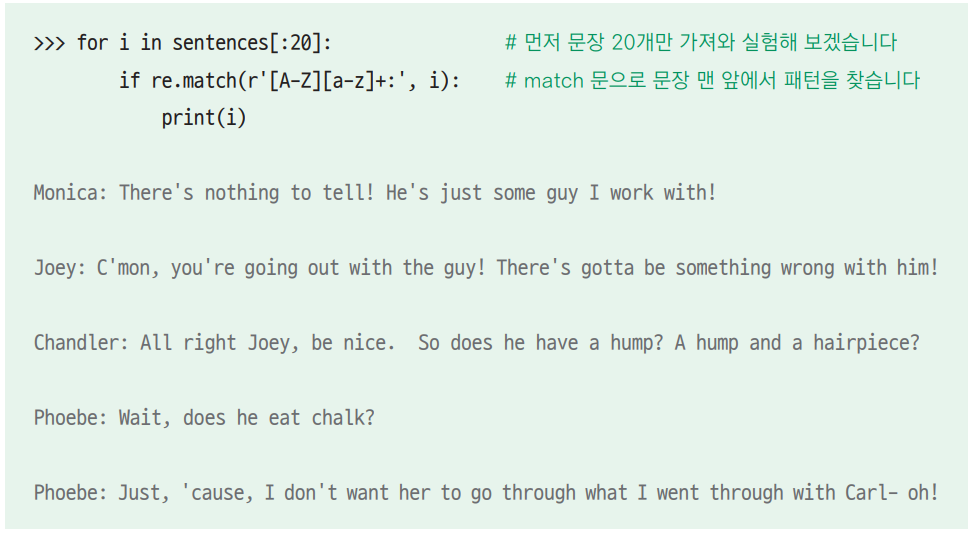 >>> for i in sentences[:20]: # 먼저 문장 20개만 가져와 실험해 보겠습니다
if re.match(r'[A-Z][a-z]+:', i): # match 문으로 문장 맨 앞에서 패턴을 찾습니다
print(i)
Monica: There's nothing to tell! He's just some guy I work with!
Joey: C'mon, you're going out with the guy! There's gotta be something wrong with him!
Chandler: All right Joey, be nice.  So does he have a hump? A hump and a hairpiece?
Phoebe: Wait, does he eat chalk?
Phoebe: Just, 'cause, I don't want her to go through what I went through with Carl- oh!